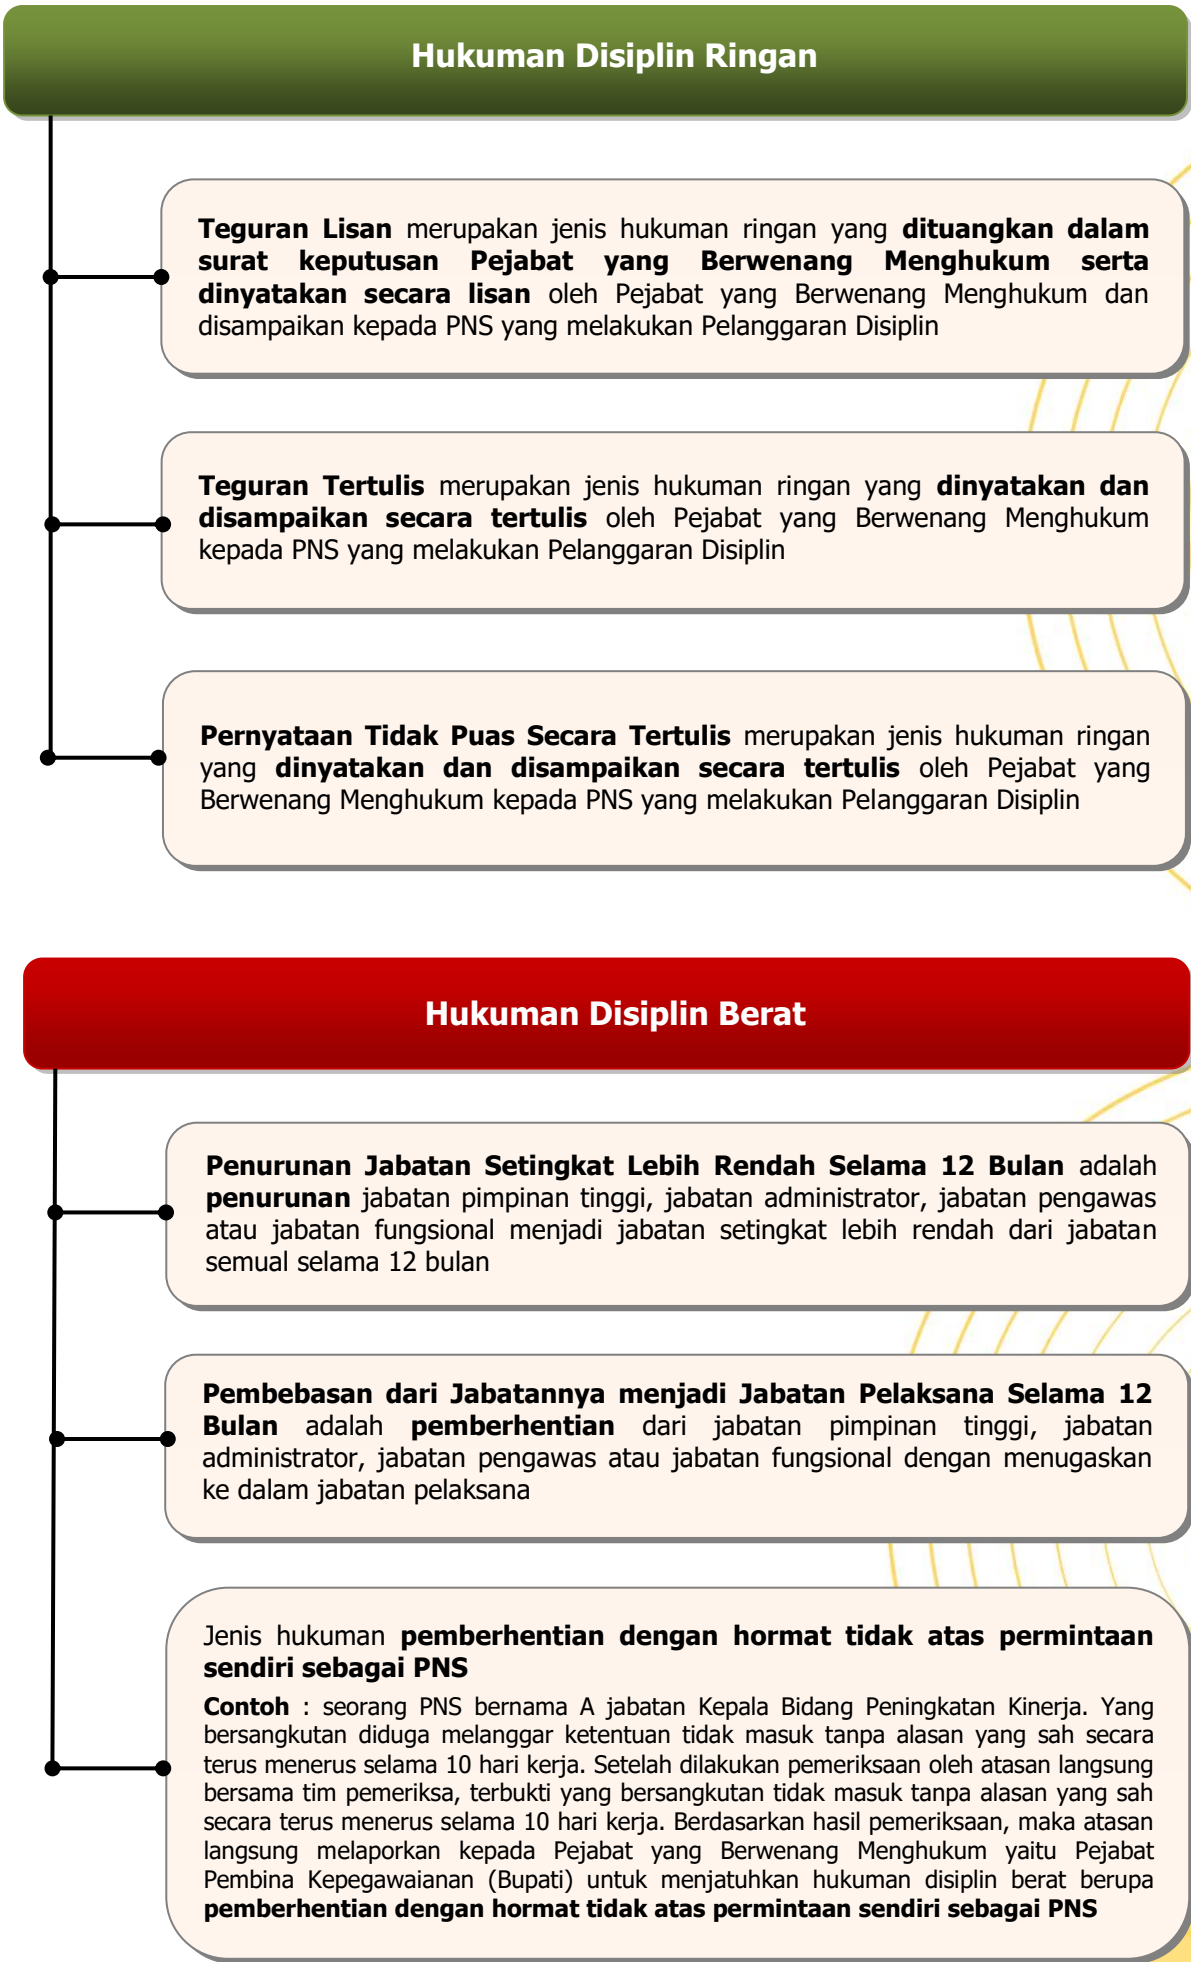 Hukuman Disiplin Ringan
Teguran Lisan merupakan jenis hukuman ringan yang dituangkan dalam
surat keputusan Pejabat yang Berwenang Menghukum serta
dinyatakan secara lisan oleh Pejabat yang Berwenang Menghukum dan
disampaikan kepada PNS yang melakukan Pelanggaran Disiplin
Teguran Tertulis merupakan jenis hukuman ringan yang dinyatakan dan
disampaikan secara tertulis oleh Pejabat yang Berwenang Menghukum
kepada PNS yang melakukan Pelanggaran Disiplin
Pernyataan Tidak Puas Secara Tertulis merupakan jenis hukuman ringan
yang dinyatakan dan disampaikan secara tertulis oleh Pejabat yang
Berwenang Menghukum kepada PNS yang melakukan Pelanggaran Disiplin
Hukuman Disiplin Berat
Penurunan Jabatan Setingkat Lebih Rendah Selama 12 Bulan adalah
penurunan jabatan pimpinan tinggi, jabatan administrator, jabatan pengawas
atau jabatan fungsional menjadi jabatan setingkat lebih rendah dari jabatan
semual selama 12 bulan
Pembebasan dari Jabatannya menjadi Jabatan Pelaksana Selama 12
Bulan adalah pemberhentian dari jabatan pimpinan tinggi, jabatan
administrator, jabatan pengawas atau jabatan fungsional dengan menugaskan
ke dalam jabatan pelaksana
Jenis hukuman pemberhentian dengan hormat tidak atas permintaan
sendiri sebagai PNS
Contoh : seorang PNS bernama A jabatan Kepala Bidang Peningkatan Kinerja. Yang
bersangkutan diduga melanggar ketentuan tidak masuk tanpa alasan yang sah secara
terus menerus selama 10 hari kerja. Setelah dilakukan pemeriksaan oleh atasan langsung
bersama tim pemeriksa, terbukti yang bersangkutan tidak masuk tanpa alasan yang sah
secara terus menerus selama 10 hari kerja. Berdasarkan hasil pemeriksaan, maka atasan
langsung melaporkan kepada Pejabat yang Berwenang Menghukum yaitu Pejabat
Pembina Kepegawaianan (Bupati) untuk menjatuhkan hukuman disiplin berat berupa
pemberhentian dengan hormat tidak atas permintaan sendiri sebagai PNS